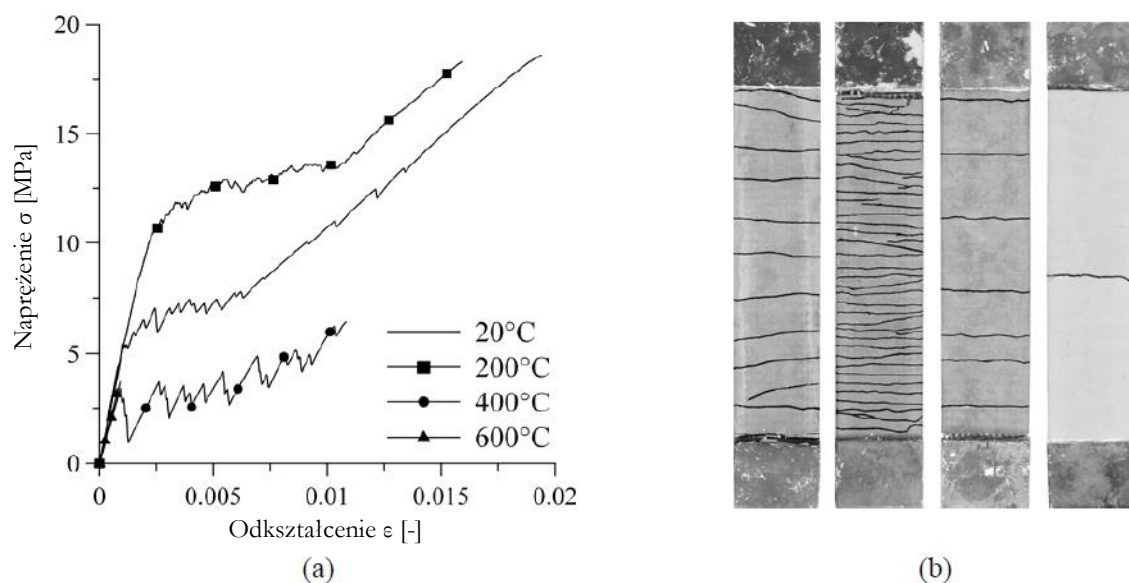 20
15
10
5
0
Naprężenie σ [MPa]
20°C
200°C
400°C
600°C
0
0.005
0.01
0.015
0.02
Odkształcenie ε [-]
(a)
(b)